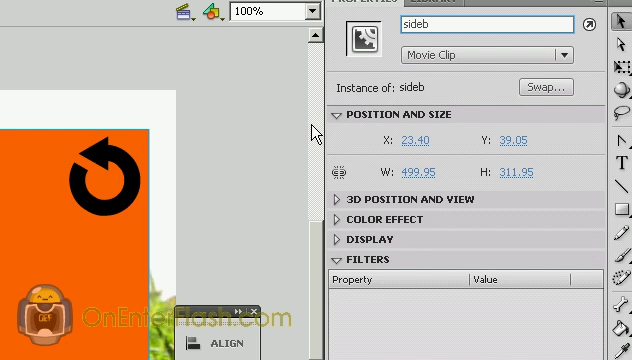 PROPERTIES
LIBRARY
100%
sideb
Movie Clip
Instance of: sideb
Swap...
POSITION AND SIZE
X: 23.40 Y: 39.05
W: 499.95 H: 311.95
3D POSITION AND VIEW
COLOR EFFECT
DISPLAY
FILTERS
Property Value
T
OEF
OnEnterFlash.com
ALIGN